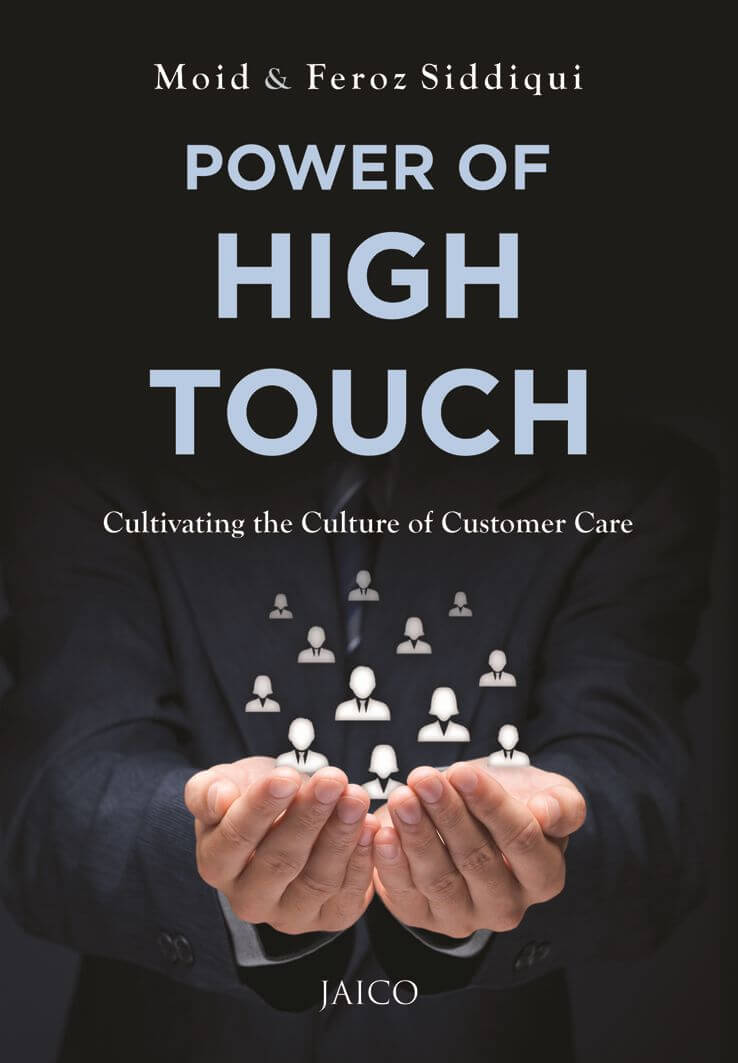 Moid & Feroz Siddiqui
POWER OF
HIGH
TOUCH
Cultivating the Culture of Customer Care
JAICO